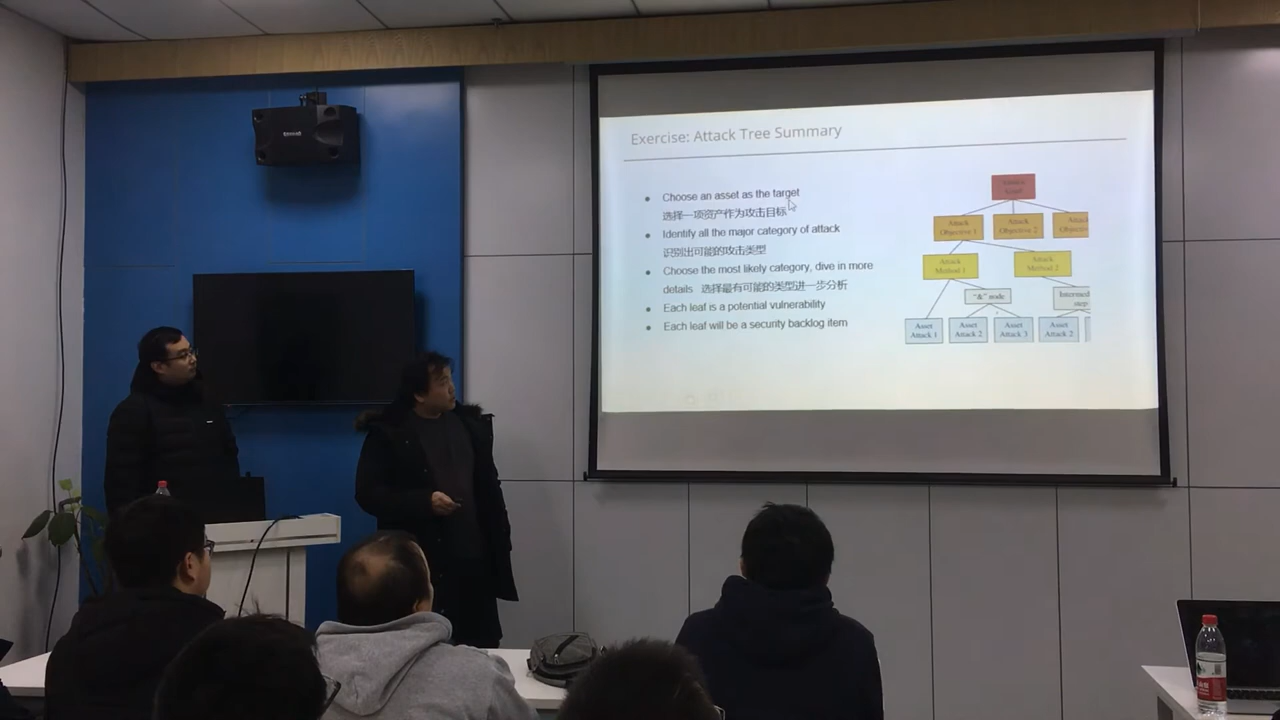 Exercise: Attack Tree Summary
Choose an asset as the target
选择一项资产作为攻击目标
Identify all the major category of attack
识别出可能的攻击类型
Choose the most likely category, dive in more
details 选择最有可能的类型进一步分析
Each leaf is a potential vulnerability
Each leaf will be a security backlog item
Attack
Objective 1
Attack
Objective 2
Attack
Attack
Method 1
Attack
Method 2
"&" node
Asset
Attack 1
Asset
Attack 2
Asset
Attack 3
Asset
Attack 2